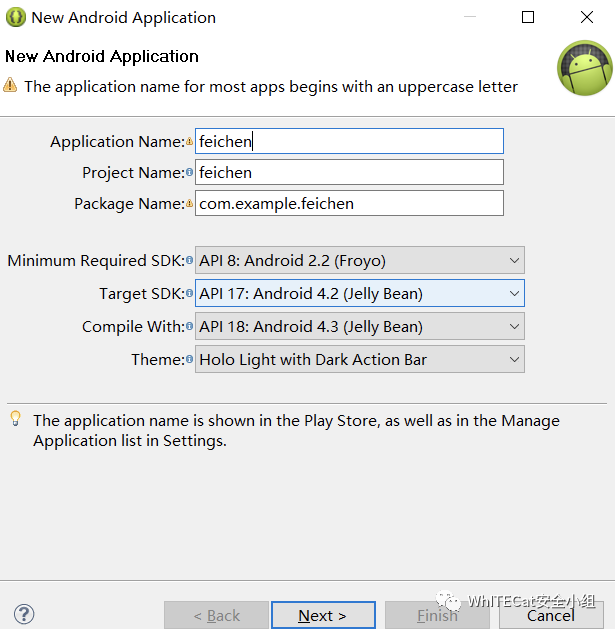 New Android Application
New Android Application
The application name for most apps begins with an uppercase letter
Application Name: feichen
Project Name: feichen
Package Name: com.example.feichen
Minimum Required SDK: API 8: Android 2.2 (Froyo)
Target SDK: API 17: Android 4.2 (Jelly Bean)
Compile With: API 18: Android 4.3 (Jelly Bean)
Theme: Holo Light with Dark Action Bar
The application name is shown in the Play Store, as well as in the Manage
Application list in Settings.
WhITECat安全小组
? < Back Next > Finish Cancel